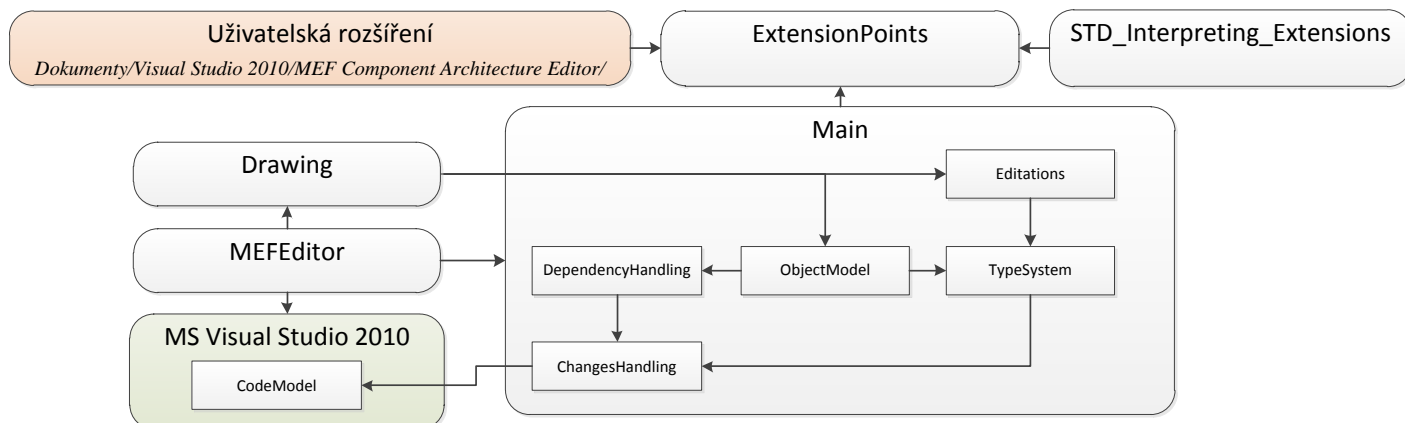 Uživatelská rozšíření
Dokumenty/Visual Studio 2010/MEF Component Architecture Editor/
ExtensionPoints
STD_Interpreting_Extensions
Main
Drawing
Editations
MEFEditor
DependencyHandling
ObjectModel
TypeSystem
MS Visual Studio 2010
CodeModel
ChangesHandling